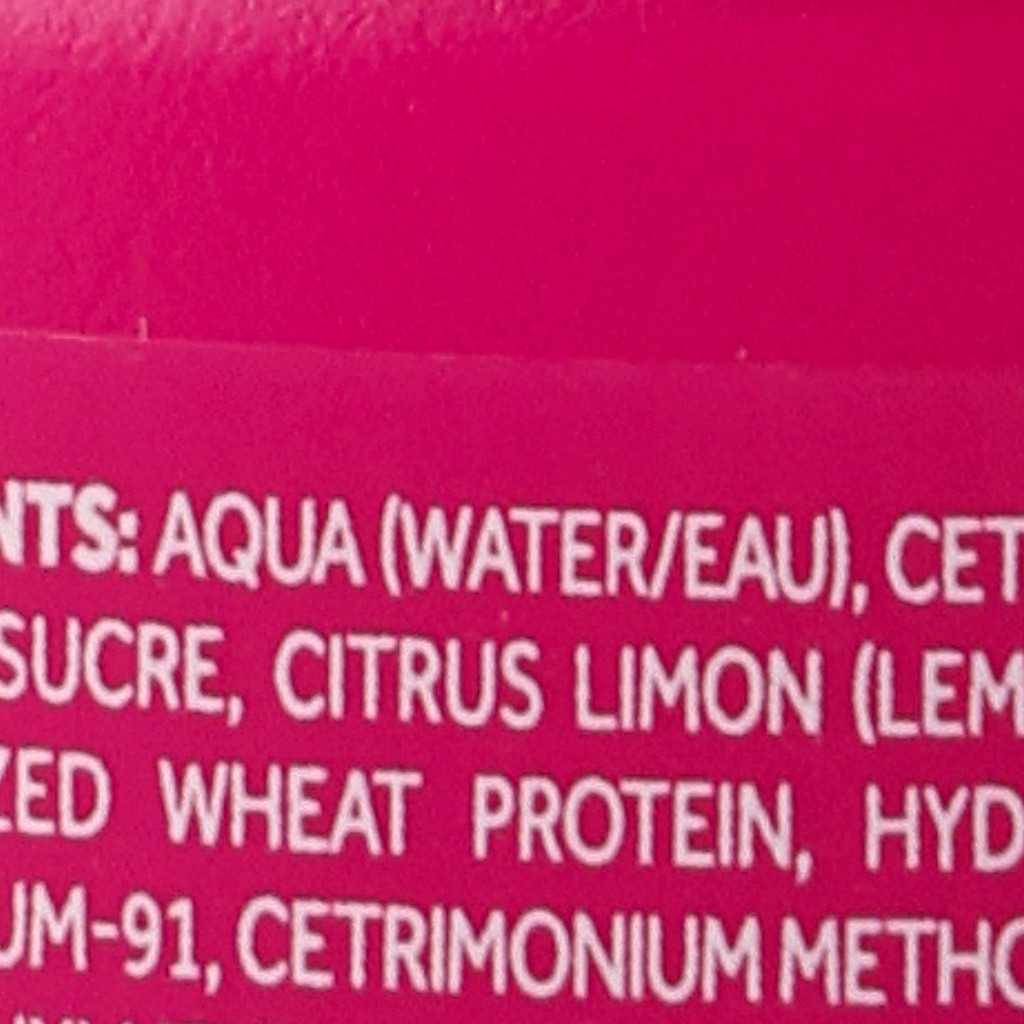 NTS: AQUA (WATER/EAU), CET
SUCRE, CITRUS LIMON (LEM
ZED WHEAT PROTEIN, HYD
UM-91, CETRIMONIUM METHO